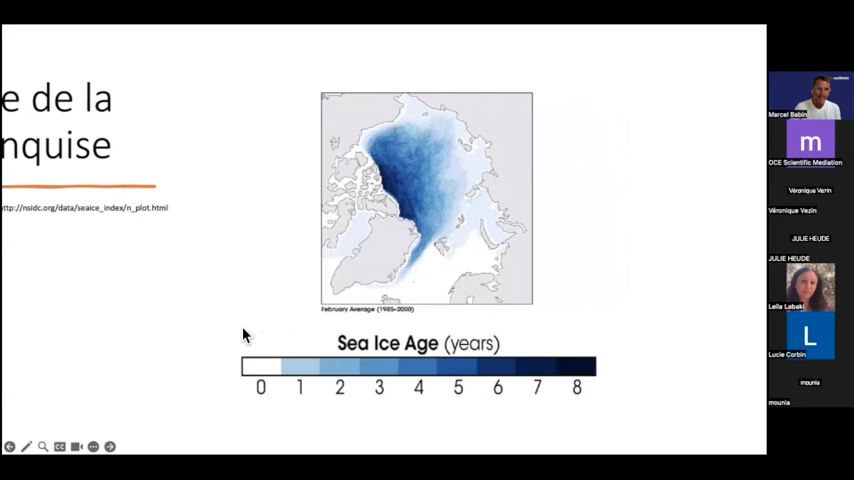 e de la
nquise
http://nsidc.org/data/seaice_index/n_plot.html
February Average (1985-2000)
Sea Ice Age (years)
0 1 2 3 4 5 6 7 8
Marcel Babin
m
OCE Scientific Mediation
Véronique Vezin
Véronique Vezin
JULIE HEUDE
JULIE HEUDE
Leila Labaki
L
Lucie Corbin
mounia
mounia
CC